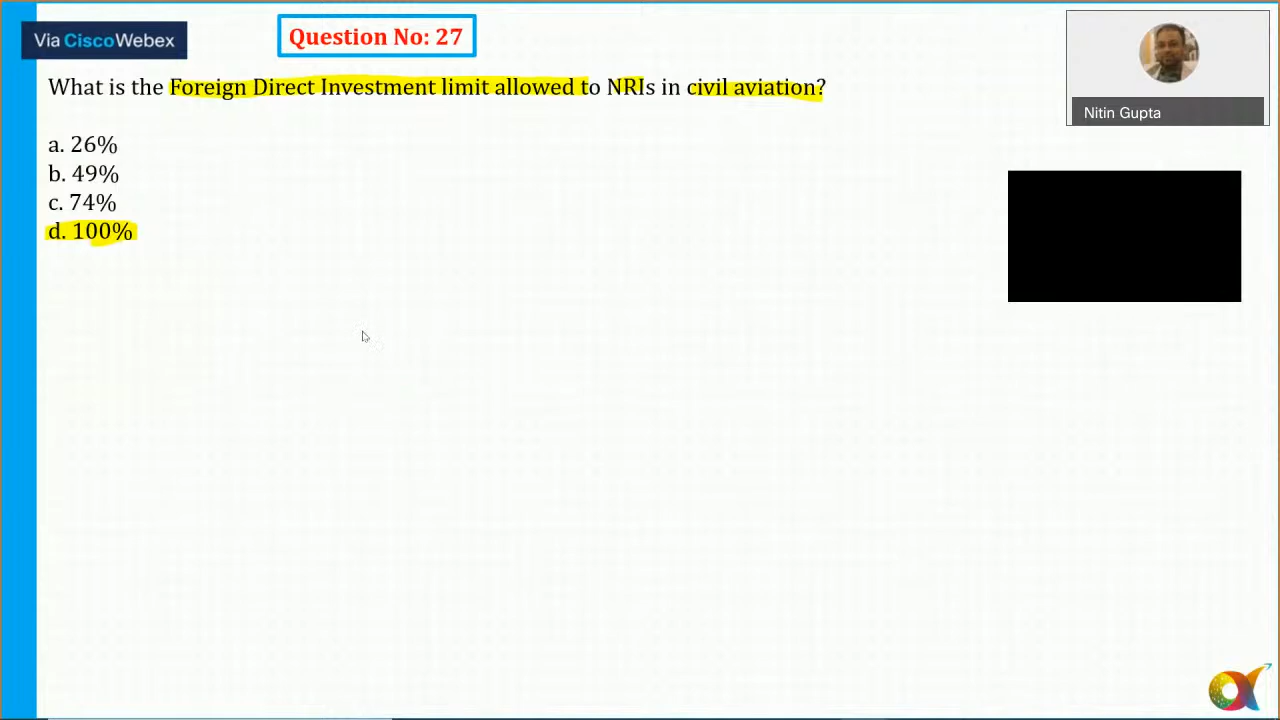 Via CiscoWebex
Question No: 27
What is the Foreign Direct Investment limit allowed to NRIs in civil aviation?
a. 26%
b. 49%
c. 74%
d. 100%
Nitin Gupta